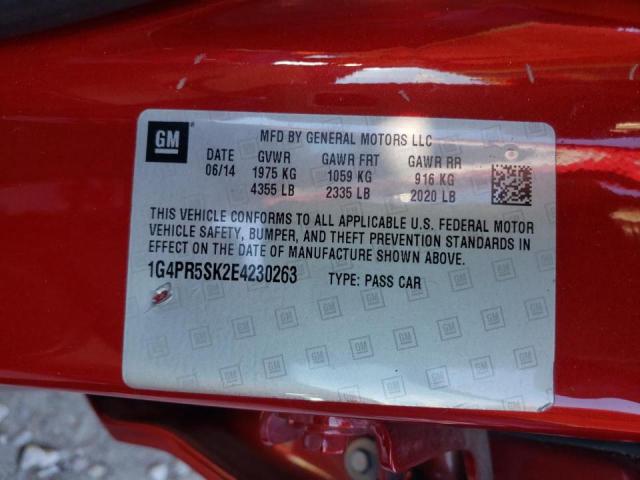 GM
MFD BY GENERAL MOTORS LLC
DATE GVWR GAWR FRT GAWR RR
06/14 1975 KG 1059 KG 916 KG
4355 LB 2335 LB 2020 LB
THIS VEHICLE CONFORMS TO ALL APPLICABLE U.S. FEDERAL MOTOR
VEHICLE SAFETY, BUMPER, AND THEFT PREVENTION STANDARDS IN
EFFECT ON THE DATE OF MANUFACTURE SHOWN ABOVE.
1G4PR5SK2E4230263 TYPE: PASS CAR